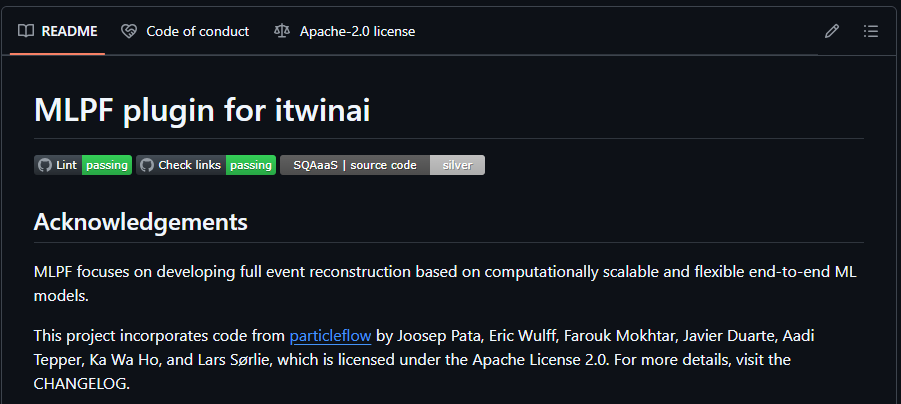 README Code of conduct Apache-2.0 license
MLPF plugin for itwinai
Lint passing Check links passing SQAaaS | source code silver
Acknowledgements
MLPF focuses on developing full event reconstruction based on computationally scalable and flexible end-to-end ML
models.
This project incorporates code from particleflow by Joosep Pata, Eric Wulff, Farouk Mokhtar, Javier Duarte, Aadi
Tepper, Ka Wa Ho, and Lars Sørlie, which is licensed under the Apache License 2.0. For more details, visit the
CHANGELOG.